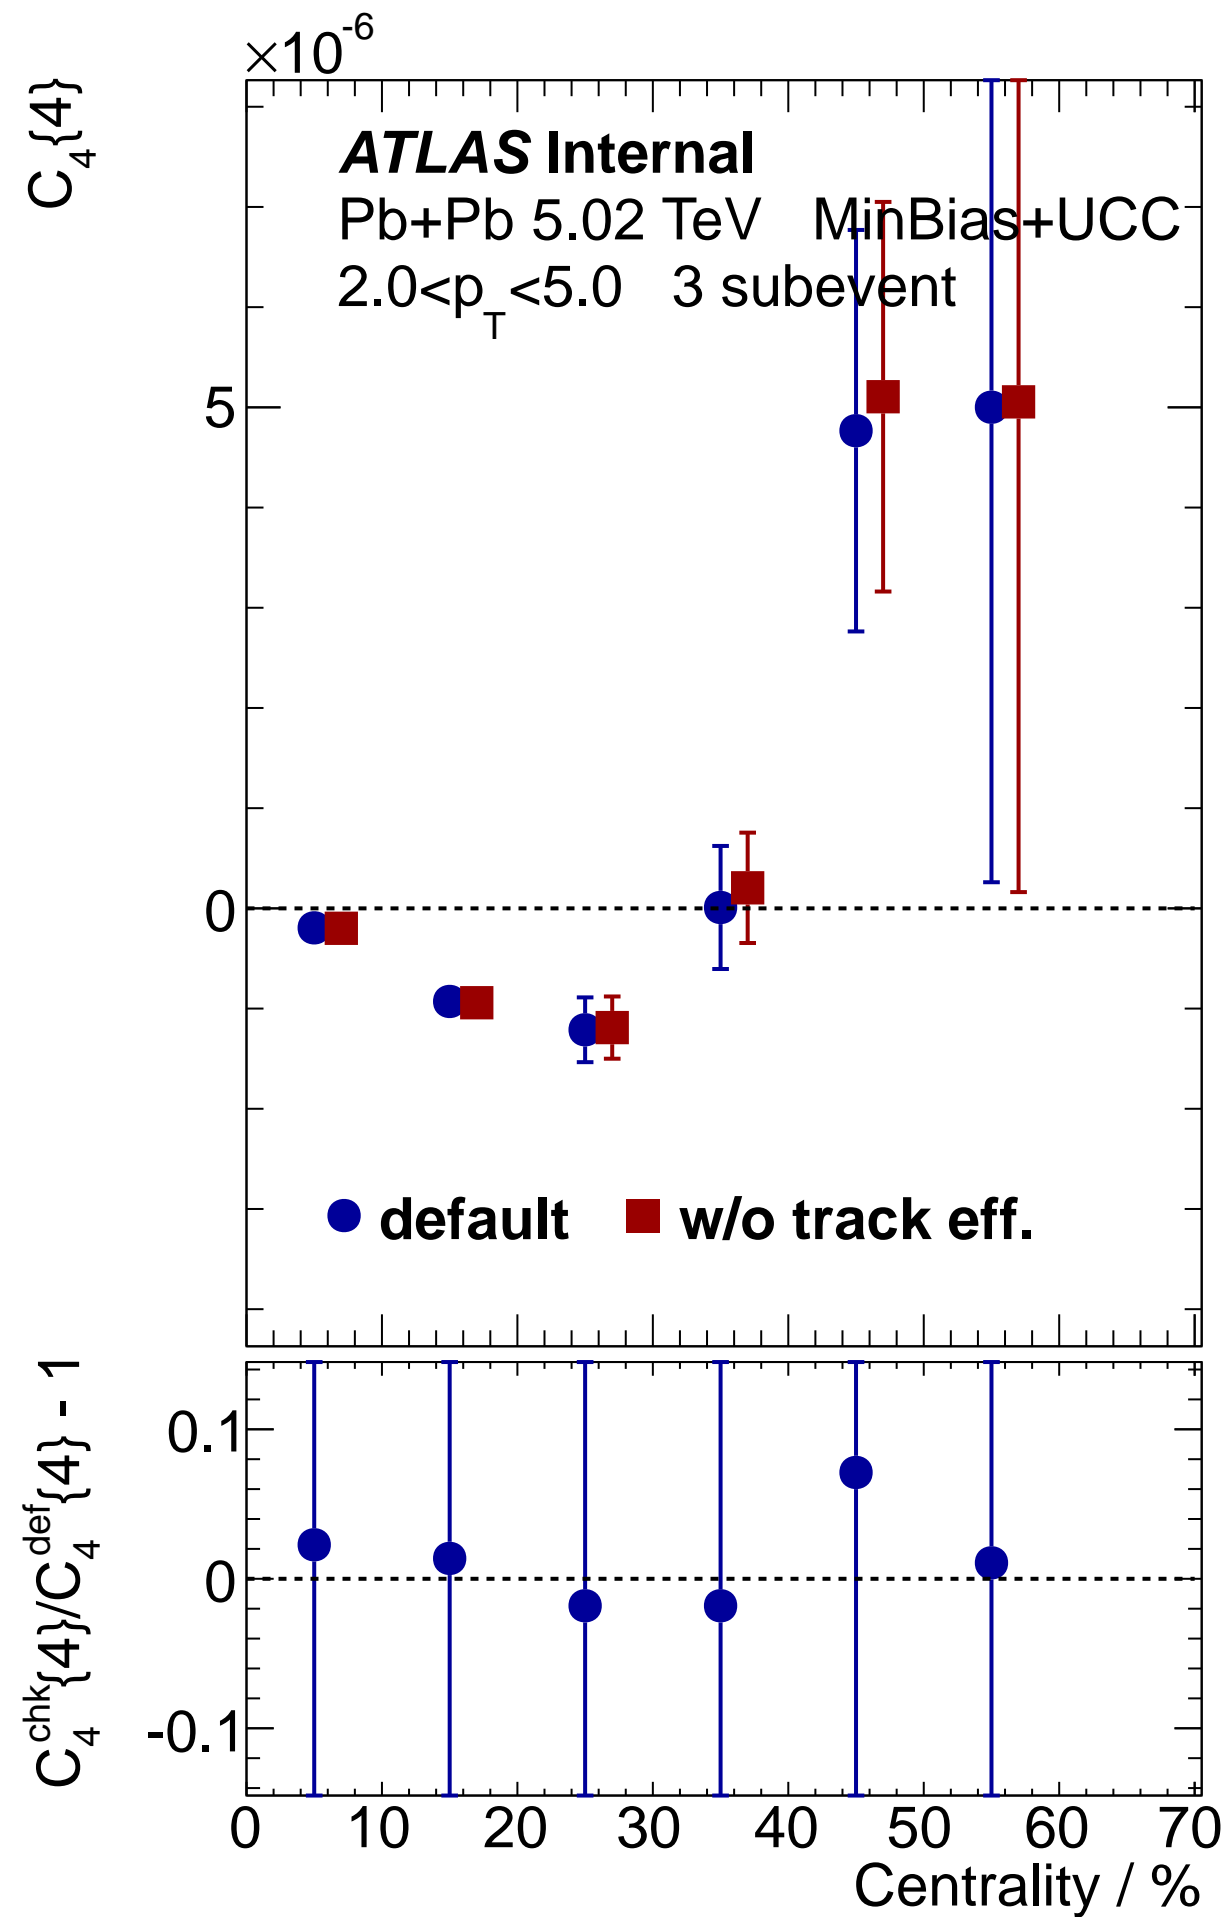 ×10-6
C4{4}
ATLAS Internal
Pb+Pb 5.02 TeV MinBias+UCC
2.0<pT<5.0 3 subevent
5
0
default w/o track eff.
C4chk{4}/C4def{4} - 1
0.1
0
-0.1
0 10 20 30 40 50 60 70
Centrality / %